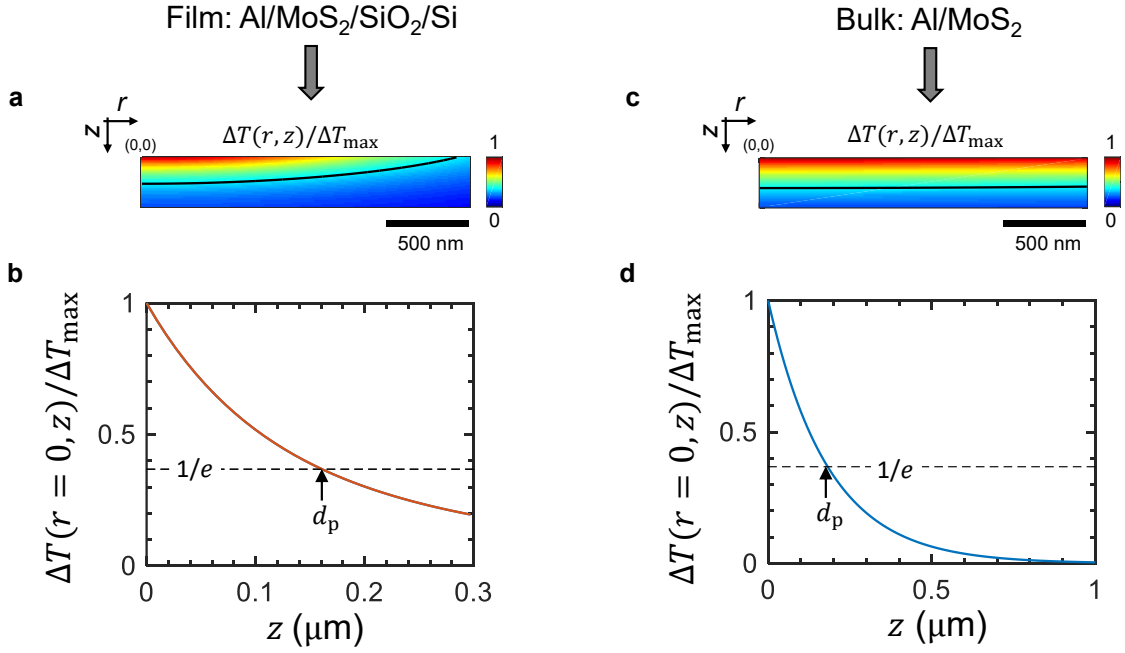 Film: Al/MoS₂/SiO₂/Si
a
r
z
(0,0)
ΔT(r, z)/ΔTmax
1
0
500 nm
b
ΔT(r = 0, z)/ΔTmax
1
0.5
0
1/e
dp
0
0.1
0.2
0.3
z (μm)
Bulk: Al/MoS₂
c
r
z
(0,0)
ΔT(r, z)/ΔTmax
1
0
500 nm
d
ΔT(r = 0, z)/ΔTmax
1
0.5
0
1/e
dp
0
0.5
1
z (μm)